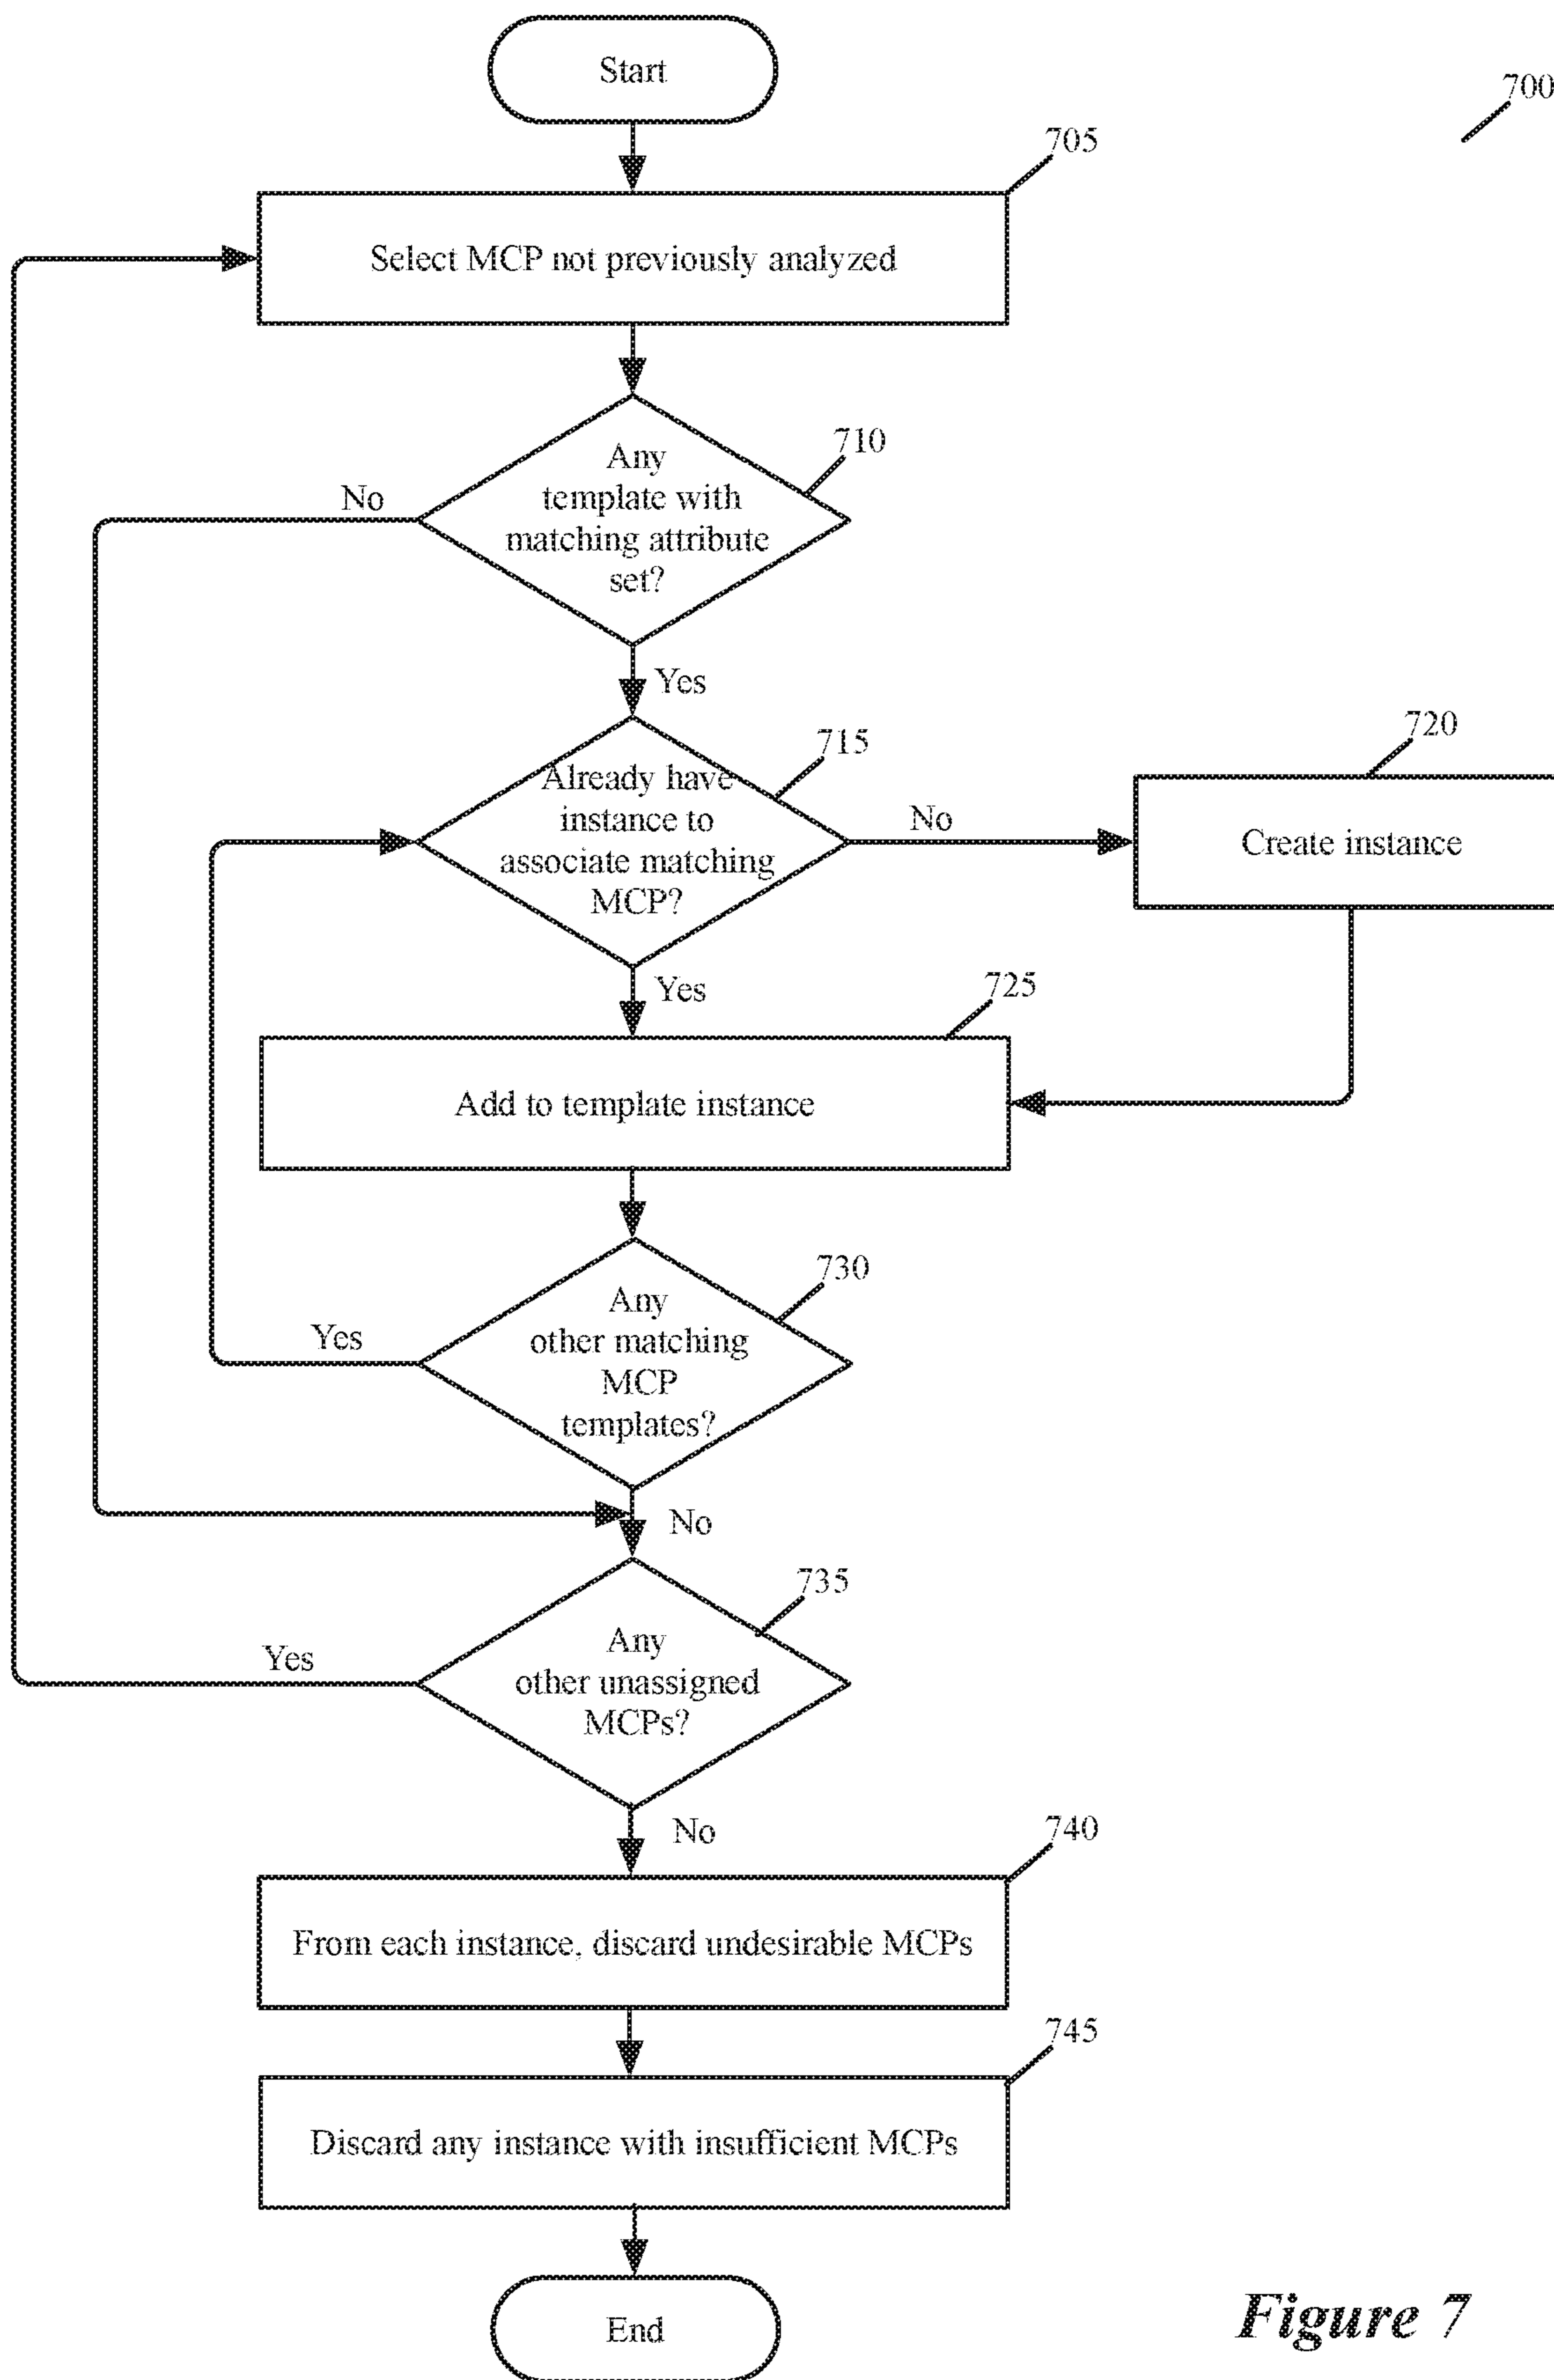 Start
700
705
Select MCP not previously analyzed
710
Any
template with
matching attribute
set?
No
Yes
715
Already have
instance to
associate matching
MCP?
No
720
Create instance
Yes
725
Add to template instance
730
Any
other matching
MCP
templates?
Yes
No
735
Any
other unassigned
MCPs?
Yes
No
740
From each instance, discard undesirable MCPs
745
Discard any instance with insufficient MCPs
End
Figure 7